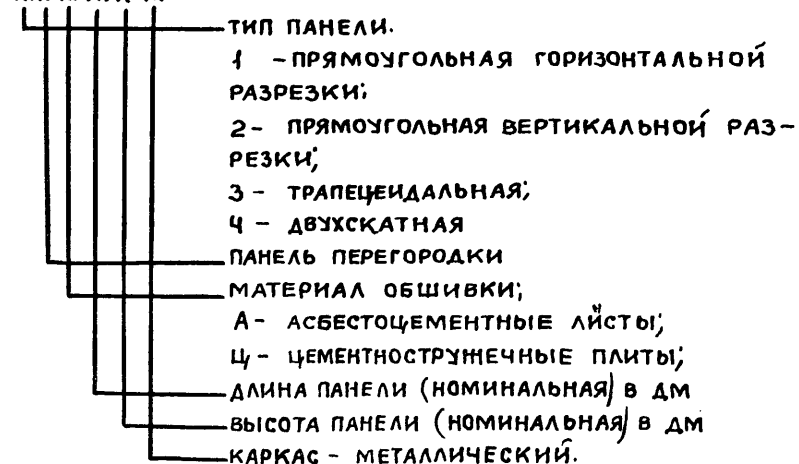 ТИП ПАНЕЛИ.
1 - ПРЯМОУГОЛЬНАЯ ГОРИЗОНТАЛЬНОЙ
РАЗРЕЗКИ;
2 - ПРЯМОУГОЛЬНАЯ ВЕРТИКАЛЬНОЙ РАЗ-
РЕЗКИ;
3 - ТРАПЕЦЕИДАЛЬНАЯ;
4 - ДВУХСКАТНАЯ
ПАНЕЛЬ ПЕРЕГОРОДКИ
МАТЕРИАЛ ОБШИВКИ;
А - АСБЕСТОЦЕМЕНТНЫЕ ЛИСТЫ;
Ц - ЦЕМЕНТНОСТРУЖЕЧНЫЕ ПЛИТЫ;
ДЛИНА ПАНЕЛИ (НОМИНАЛЬНАЯ) В ДМ
ВЫСОТА ПАНЕЛИ (НОМИНАЛЬНАЯ) В ДМ
КАРКАС - МЕТАЛЛИЧЕСКИЙ.